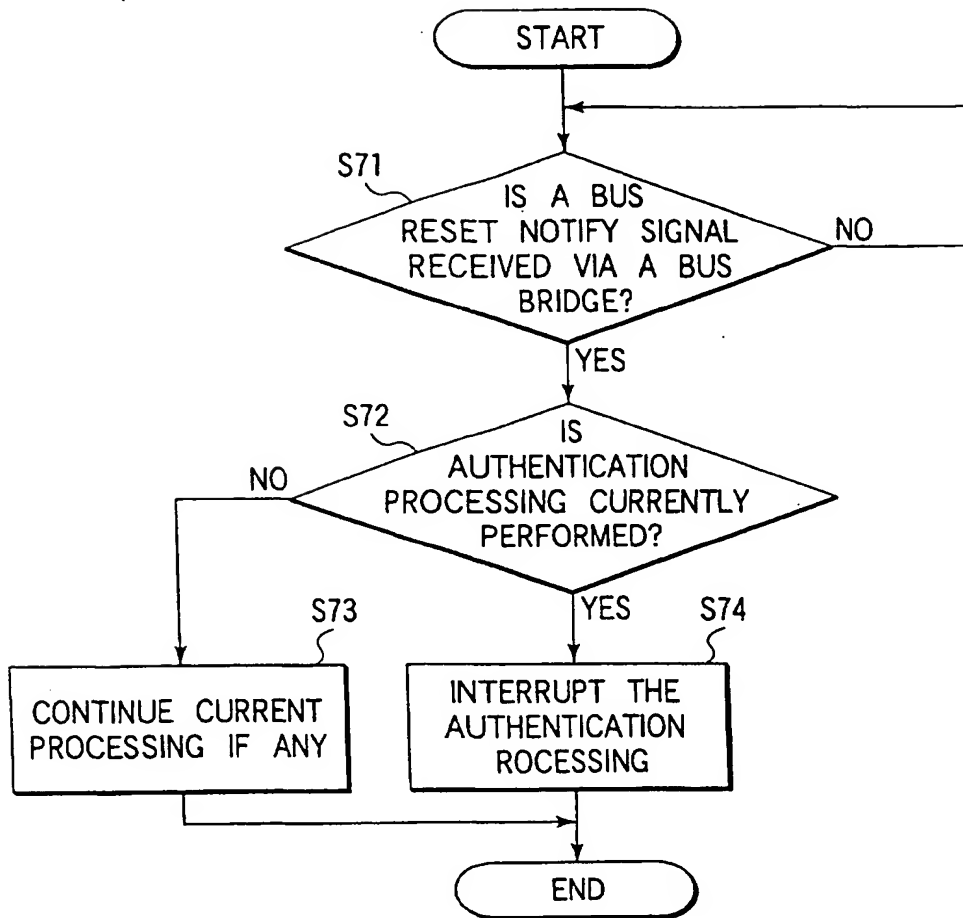 START
S71
IS A BUS
RESET NOTIFY SIGNAL
RECEIVED VIA A BUS
BRIDGE?
NO
YES
S72
IS
AUTHENTICATION
PROCESSING CURRENTLY
PERFORMED?
NO
YES
S73
CONTINUE CURRENT
PROCESSING IF ANY
S74
INTERRUPT THE
AUTHENTICATION
ROCESSING
END